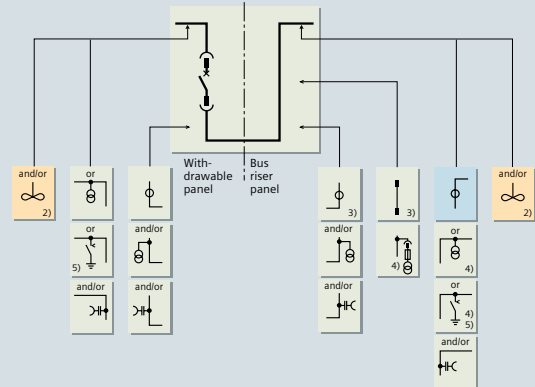 With-
drawable
panel
Bus
riser
panel
and/or
2)
or
5)
or
and/or
and/or
and/or
3)
and/or
and/or
3)
4)
or
4)
or
4)
5)
and/or
and/or
2)